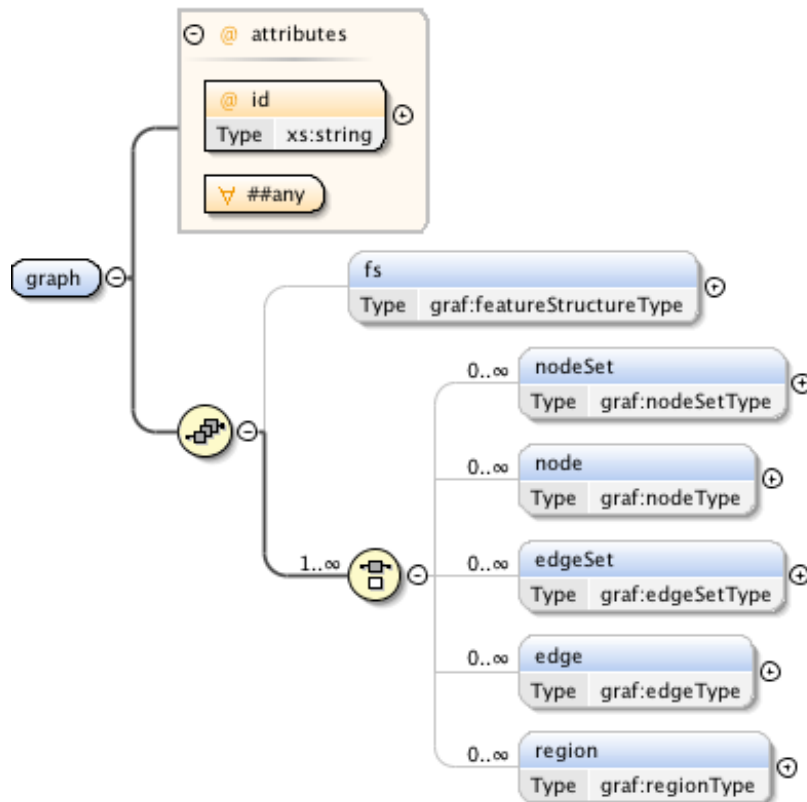 @ attributes
@ id
Type xs:string
∀ ##any
graph
fs
Type graf:featureStructureType
0..∞ nodeSet
Type graf:nodeSetType
0..∞ node
Type graf:nodeType
1..∞
0..∞ edgeSet
Type graf:edgeSetType
0..∞ edge
Type graf:edgeType
0..∞ region
Type graf:regionType